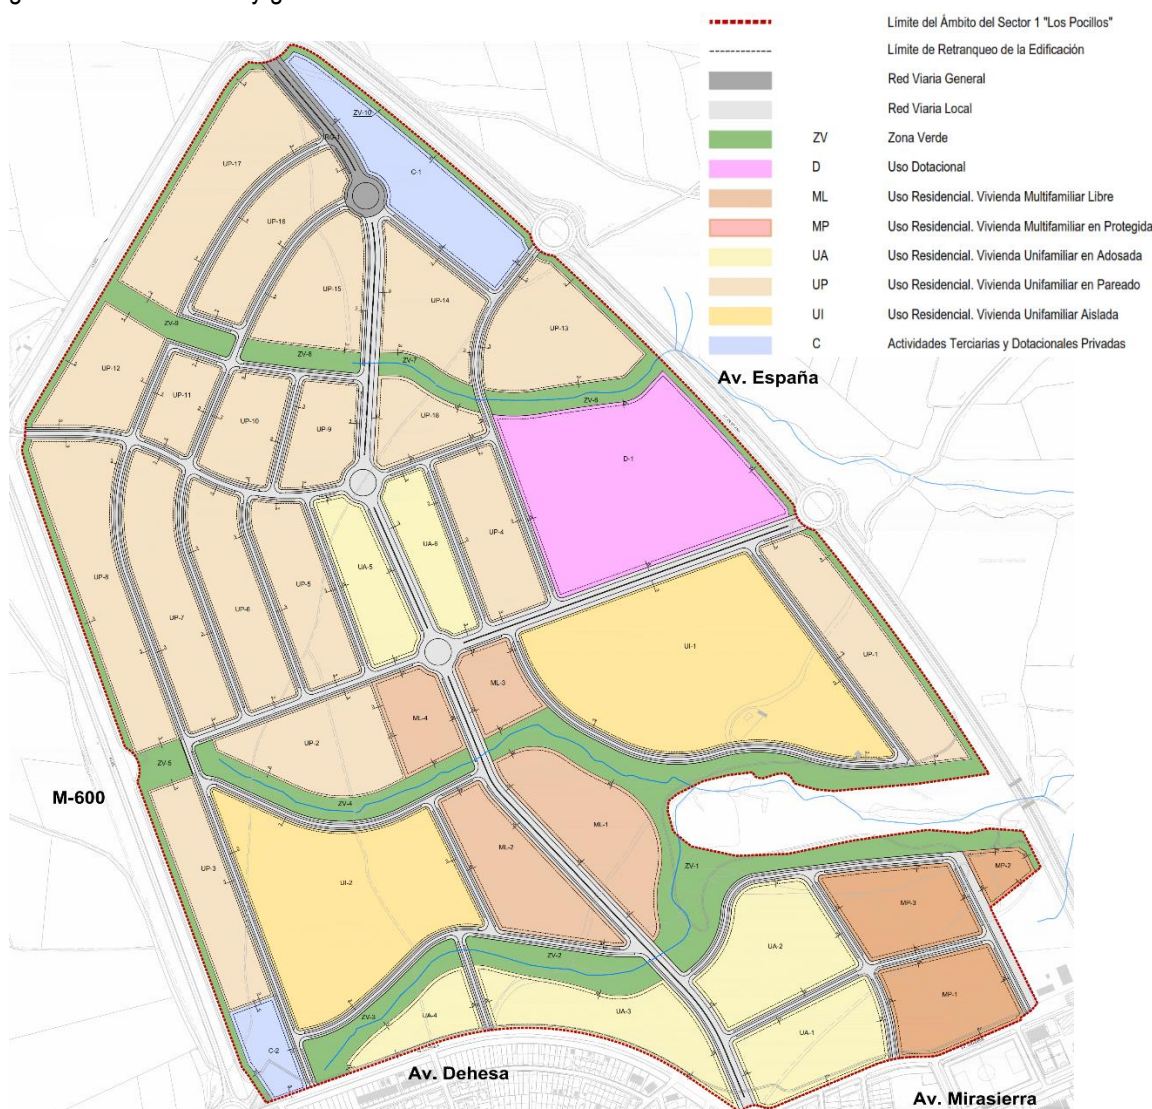 Límite del Ámbito del Sector 1 "Los Pocillos"
Límite de Retranqueo de la Edificación
Red Viaria General
Red Viaria Local
ZV Zona Verde
D Uso Dotacional
ML Uso Residencial. Vivienda Multifamiliar Libre
MP Uso Residencial. Vivienda Multifamiliar en Protegida
UA Uso Residencial. Vivienda Unifamiliar en Adosada
UP Uso Residencial. Vivienda Unifamiliar en Pareado
UI Uso Residencial. Vivienda Unifamiliar Aislada
C Actividades Terciarias y Dotacionales Privadas
Av. España
ZV-10
RG-1
UP-17
C-1
UP-16
UP-15
UP-14
ZV-9
UP-13
ZV-8
ZV-7
UP-12
UP-11
ZV-6
UP-18
UP-10
UP-9
D-1
UP-4
UA-6
UA-5
UP-8
UP-5
UP-6
UP-7
UI-1
UP-1
ML-3
ML-4
UP-2
ZV-5
M-600
ZV-4
ML-1
ML-2
UP-3
ZV-1
MP-2
UI-2
MP-3
UA-2
ZV-2
MP-1
UA-3
UA-4
ZV-3
UA-1
C-2
Av. Dehesa
Av. Mirasierra